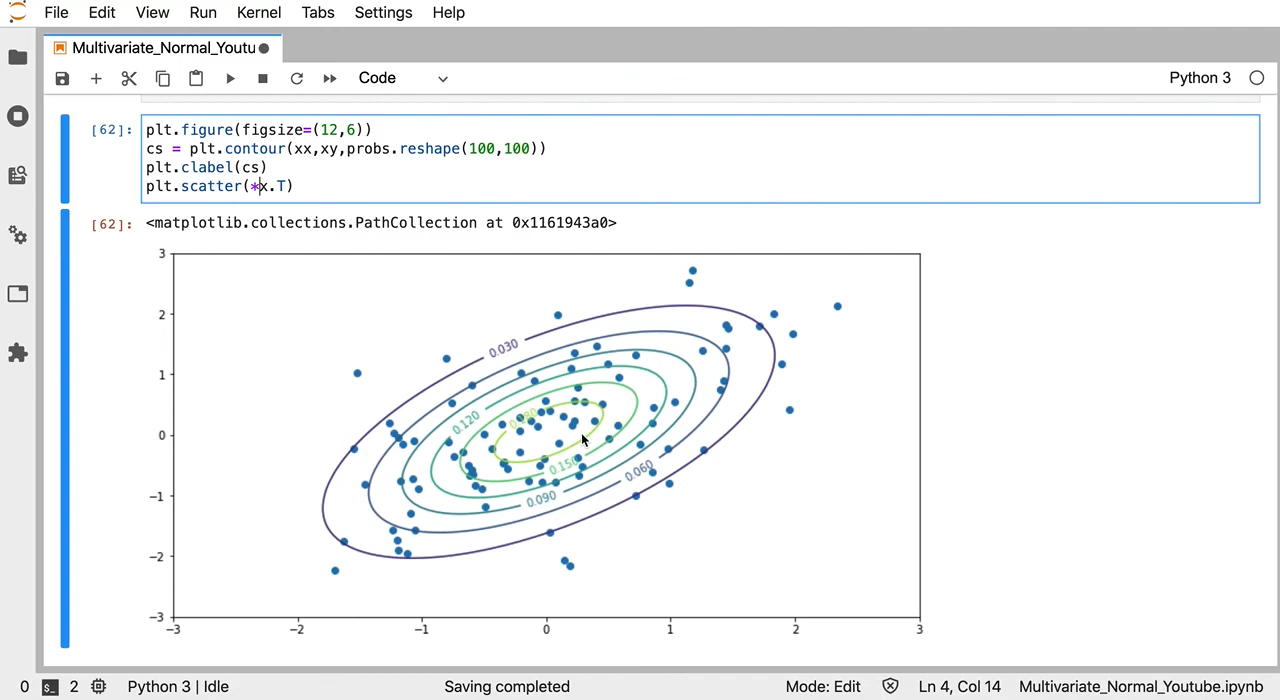 File Edit View Run Kernel Tabs Settings Help
Multivariate_Normal_Youtu
Code
Python 3
[62]: plt.figure(figsize=(12,6))
cs = plt.contour(xx,xy,probs.reshape(100,100))
plt.clabel(cs)
plt.scatter(*x.T)
[62]: <matplotlib.collections.PathCollection at 0x1161943a0>
3
2
1
0
−1
−2
−3
0.030
0.120
0.150
0.060
0.090
−3 −2 −1 0 1 2 3
0 $_ 2 Python 3 | Idle Saving completed Mode: Edit Ln 4, Col 14 Multivariate_Normal_Youtube.ipynb